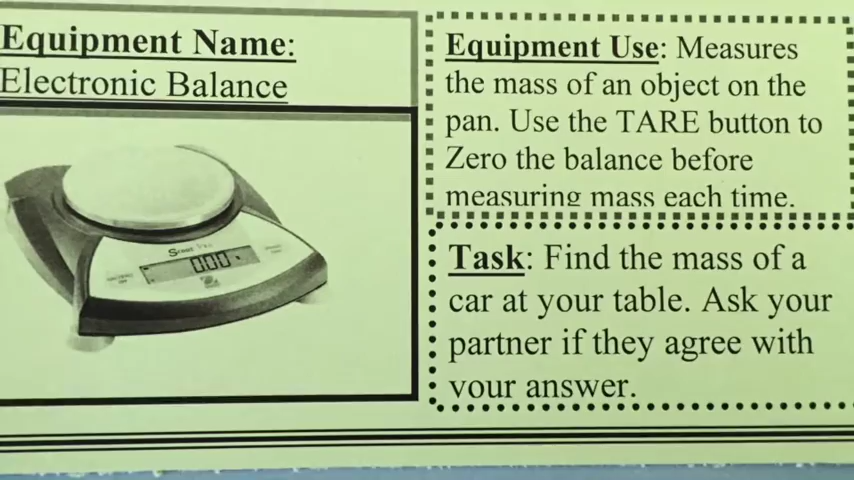 Equipment Name:
Electronic Balance
Equipment Use: Measures
the mass of an object on the
pan. Use the TARE button to
Zero the balance before
measuring mass each time.
Scout Pro
0.00
Task: Find the mass of a
car at your table. Ask your
partner if they agree with
your answer.